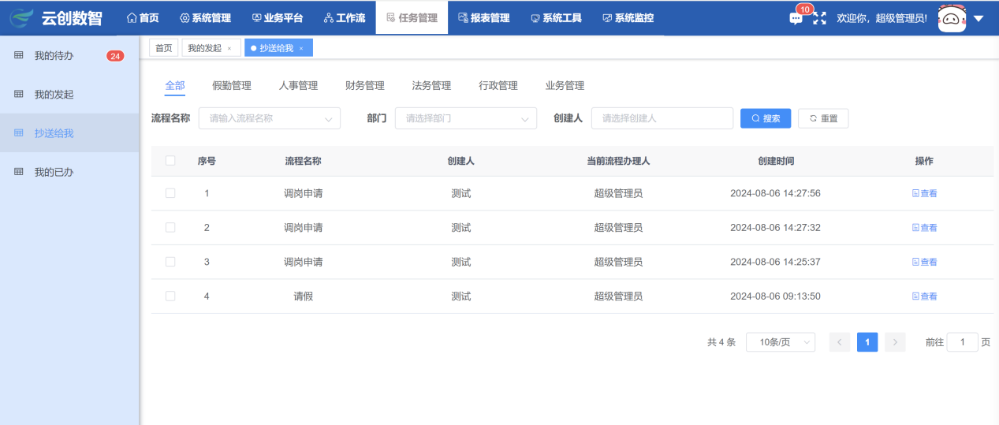 云创数智 首页 系统管理 业务平台 工作流 任务管理 报表管理 系统工具 系统监控 10 欢迎你，超级管理员!
我的待办 24
我的发起
抄送给我
我的已办
首页 我的发起 × 抄送给我 ×
全部 假勤管理 人事管理 财务管理 法务管理 行政管理 业务管理
流程名称 请输入流程名称 部门 请选择部门 创建人 请选择创建人 搜索 重置
序号 流程名称 创建人 当前流程办理人 创建时间 操作
1 调岗申请 测试 超级管理员 2024-08-06 14:27:56 查看
2 调岗申请 测试 超级管理员 2024-08-06 14:27:32 查看
3 调岗申请 测试 超级管理员 2024-08-06 14:25:37 查看
4 请假 测试 超级管理员 2024-08-06 09:13:50 查看
共 4 条 10条/页 1 前往 1 页